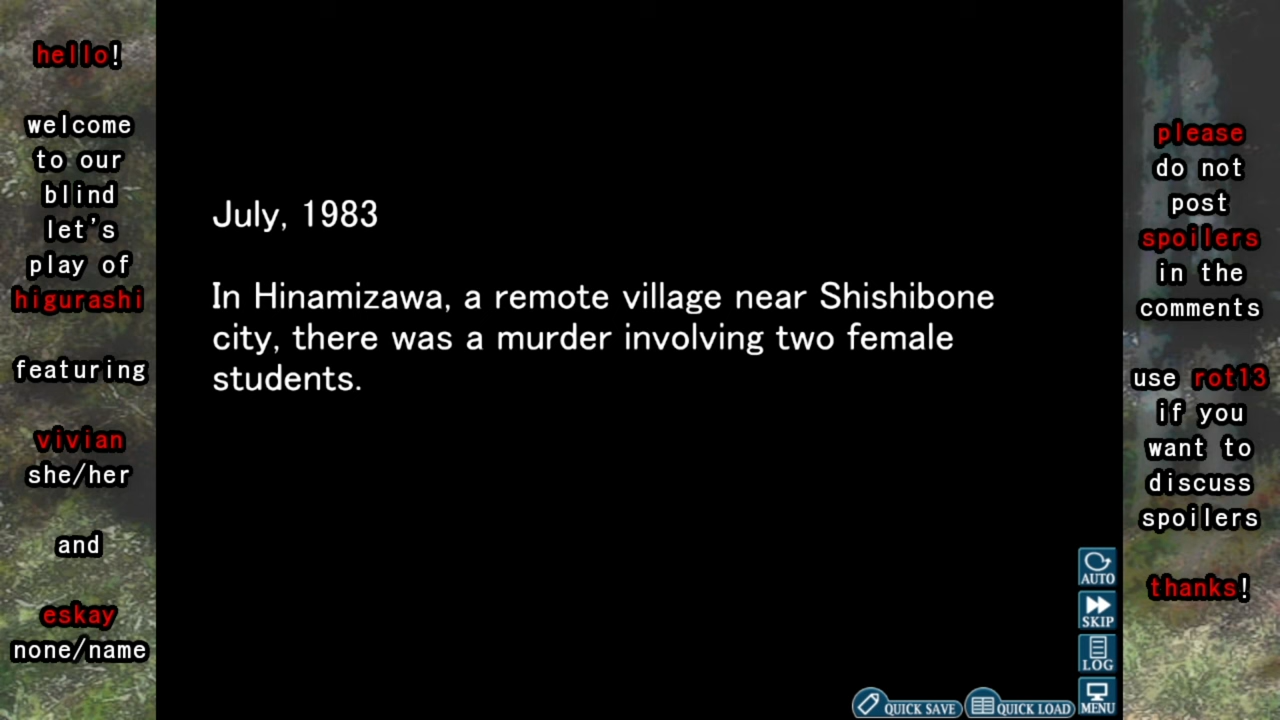 hello!
welcome
to our
blind
let's
play of
higurashi
featuring
vivian
she/her
and
eskay
none/name
July, 1983
In Hinamizawa, a remote village near Shishibone
city, there was a murder involving two female
students.
please
do not
post
spoilers
in the
comments
use rot13
if you
want to
discuss
spoilers
thanks!
AUTO
SKIP
LOG
MENU
QUICK SAVE
QUICK LOAD